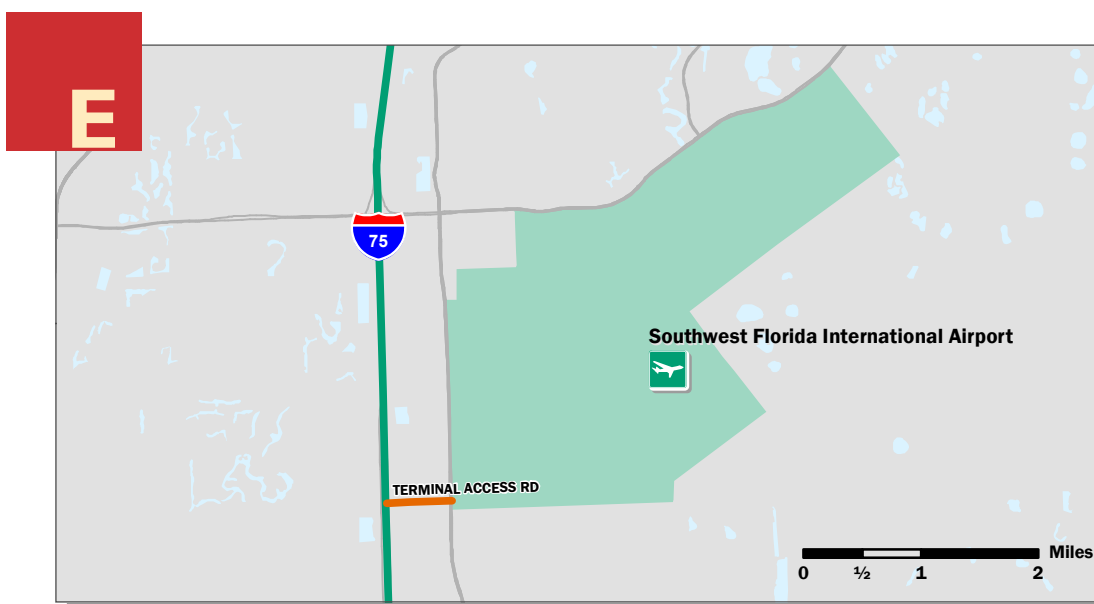 E
75
Southwest Florida International Airport
TERMINAL ACCESS RD
Miles
0 ½ 1 2